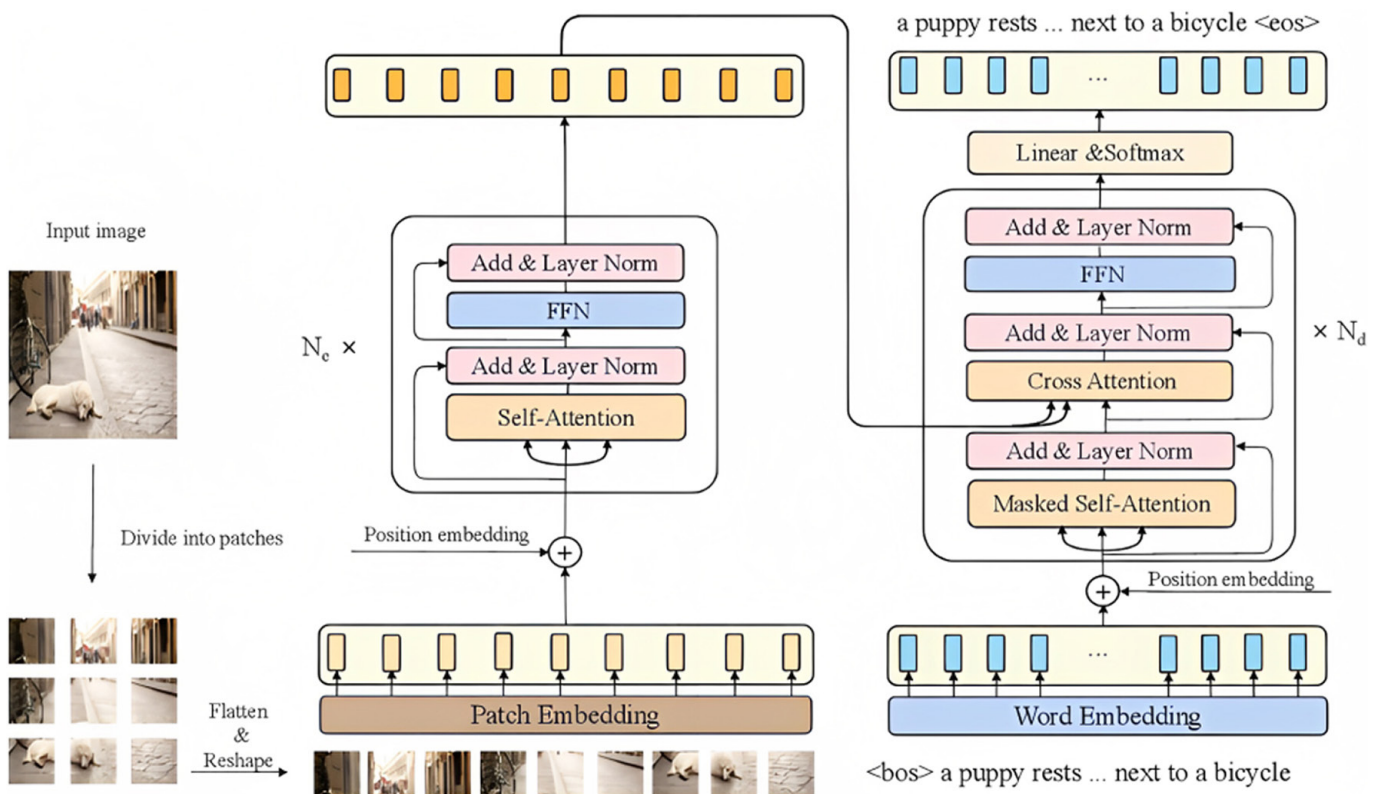 a puppy rests ... next to a bicycle <eos>
...
Linear &Softmax
Input image
Add & Layer Norm
FFN
Add & Layer Norm
Self-Attention
Nₑ ×
Add & Layer Norm
FFN
Add & Layer Norm
Cross Attention
Add & Layer Norm
Masked Self-Attention
× N_d
Divide into patches
Position embedding
+
Position embedding
+
Flatten
&
Reshape
Patch Embedding
...
Word Embedding
<bos> a puppy rests ... next to a bicycle